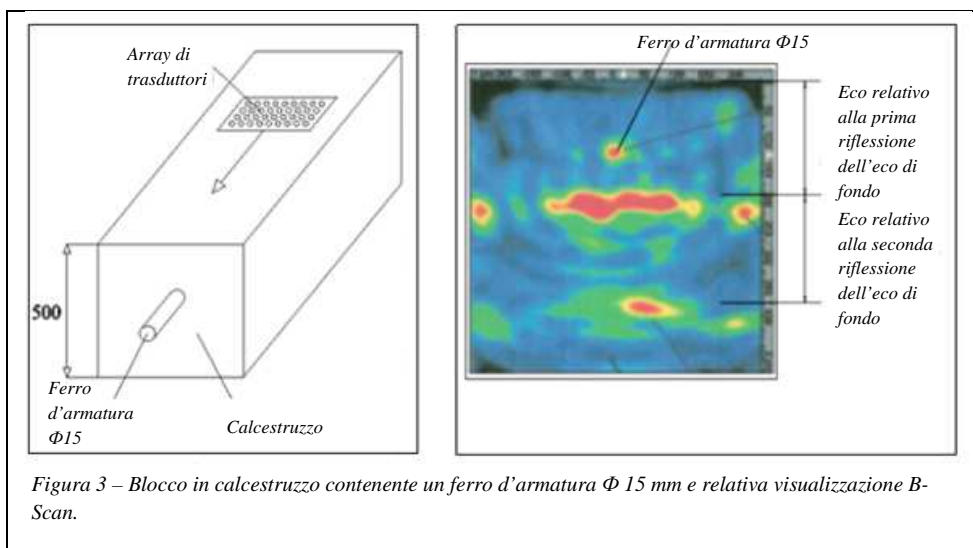 Array di
trasduttori
500
Ferro
d'armatura
Φ15
Calcestruzzo
Ferro d'armatura Φ15
Eco relativo
alla prima
riflessione
dell'eco di
fondo
Eco relativo
alla seconda
riflessione
dell'eco di
fondo
Figura 3 – Blocco in calcestruzzo contenente un ferro d'armatura Φ 15 mm e relativa visualizzazione B-
Scan.